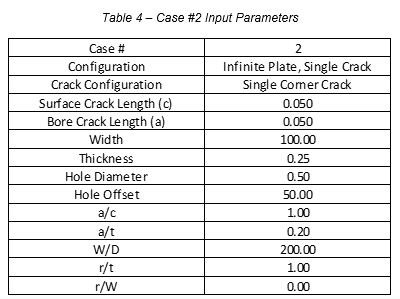 Table 4 – Case #2 Input Parameters
Case # 2
Configuration Infinite Plate, Single Crack
Crack Configuration Single Corner Crack
Surface Crack Length (c) 0.050
Bore Crack Length (a) 0.050
Width 100.00
Thickness 0.25
Hole Diameter 0.50
Hole Offset 50.00
a/c 1.00
a/t 0.20
W/D 200.00
r/t 1.00
r/W 0.00